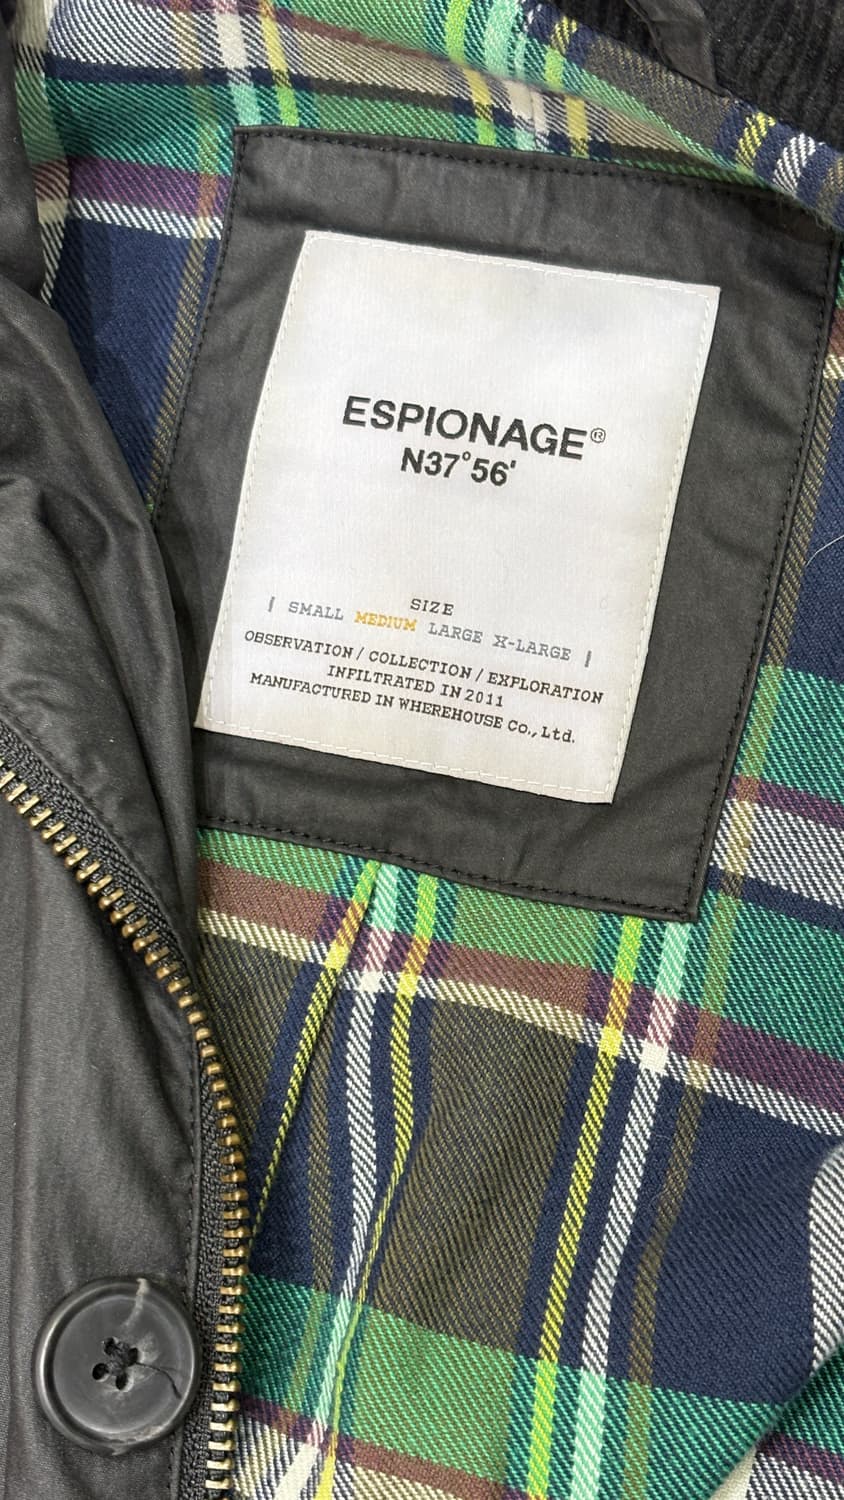 ESPIONAGE®
N37°56'
SIZE
| SMALL MEDIUM LARGE X-LARGE |
OBSERVATION / COLLECTION / EXPLORATION
INFILTRATED IN 2011
MANUFACTURED IN WHEREHOUSE Co., Ltd.